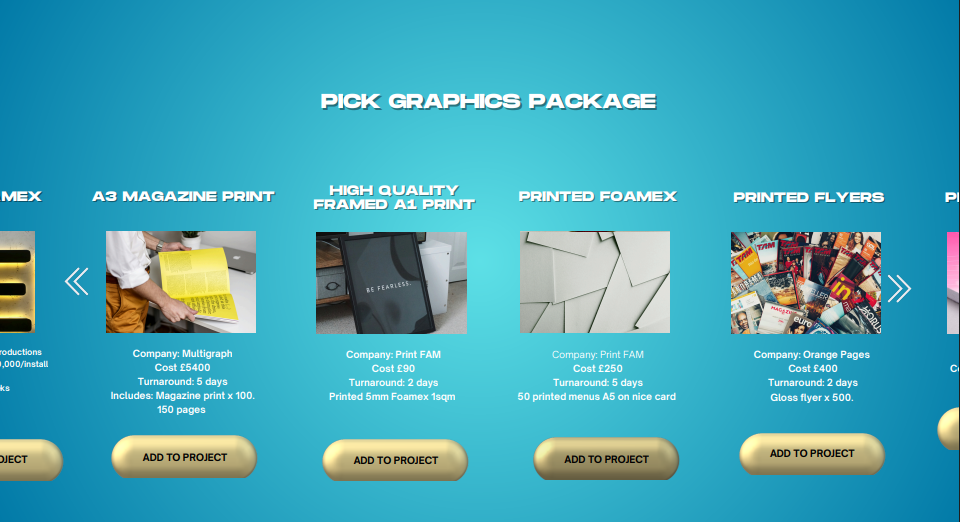 PICK GRAPHICS PACKAGE
MEX
A3 MAGAZINE PRINT
HIGH QUALITY
FRAMED A1 PRINT
PRINTED FOAMEX
PRINTED FLYERS
BE FEARLESS.
roductions
0,000/install
ks
Company: Multigraph
Cost £5400
Turnaround: 5 days
Includes: Magazine print x 100.
150 pages
Company: Print FAM
Cost £90
Turnaround: 2 days
Printed 5mm Foamex 1sqm
Company: Print FAM
Cost £250
Turnaround: 5 days
50 printed menus A5 on nice card
Company: Orange Pages
Cost £400
Turnaround: 2 days
Gloss flyer x 500.
OJECT
ADD TO PROJECT
ADD TO PROJECT
ADD TO PROJECT
ADD TO PROJECT